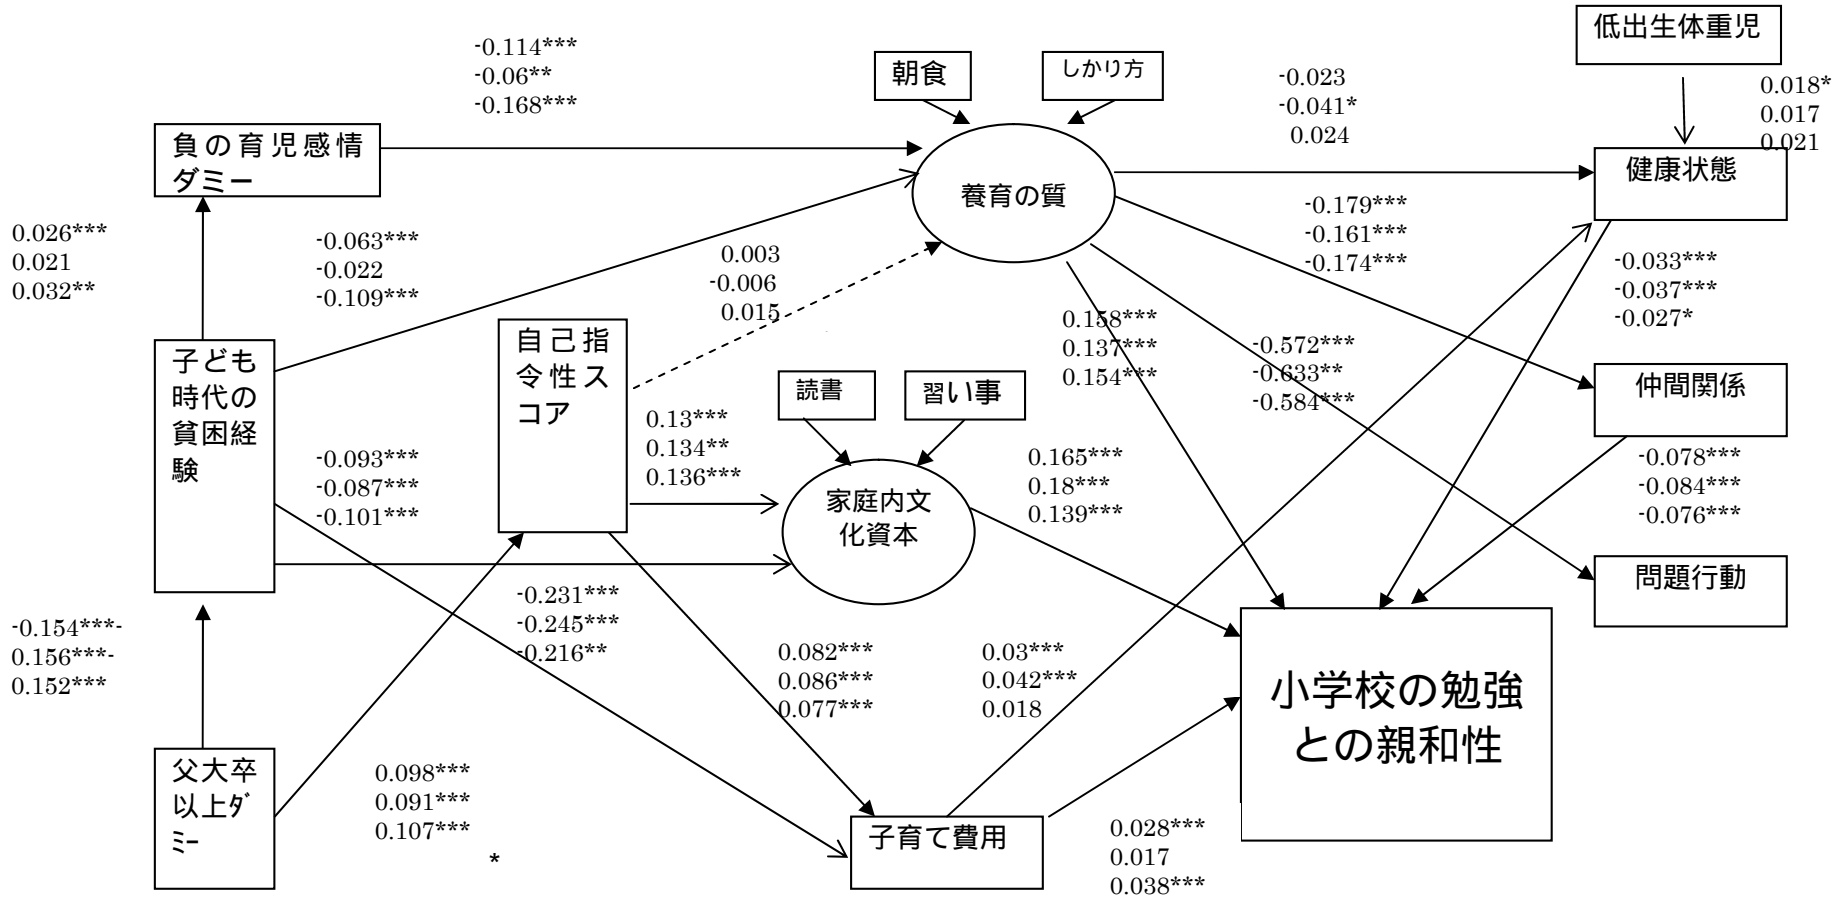 低出生体重児
-0.114***
-0.06**
-0.168***
朝食
しかり方
-0.023
-0.041*
0.024
0.018*
0.017
0.021
負の育児感情
ダミー
養育の質
健康状態
0.026***
0.021
0.032**
-0.063***
-0.022
-0.109***
0.003
-0.006
0.015
-0.179***
-0.161***
-0.174***
-0.033***
-0.037***
-0.027*
子ども
時代の
貧困経
験
自己指
令性ス
コア
0.158***
0.137***
0.154***
-0.572***
-0.633**
-0.584***
仲間関係
読書
習い事
0.13***
0.134**
0.136***
-0.093***
-0.087***
-0.101***
家庭内文
化資本
0.165***
0.18***
0.139***
-0.078***
-0.084***
-0.076***
問題行動
-0.231***
-0.245***
-0.216**
-0.154***-
0.156***-
0.152***
0.082***
0.086***
0.077***
0.03***
0.042***
0.018
小学校の勉強
との親和性
父大卒
以上ﾀﾞ
ﾐｰ
0.098***
0.091***
0.107***
*
子育て費用
0.028***
0.017
0.038***